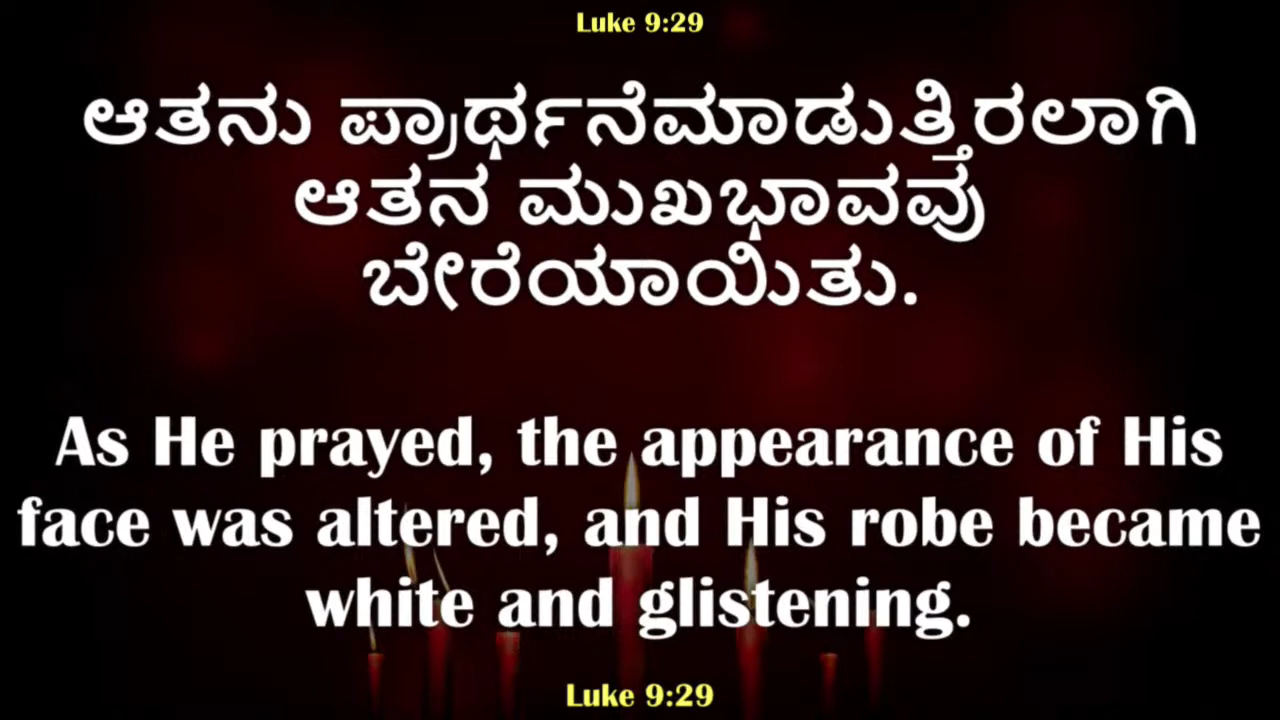 Luke 9:29
ಆತನು ಪ್ರಾರ್ಥನೆಮಾಡುತ್ತಿರಲಾಗಿ
ಆತನ ಮುಖಭಾವವವು
ಬೇರೆಯಾಯಿತು.
As He prayed, the appearance of His
face was altered, and His robe became
white and glistening.
Luke 9:29